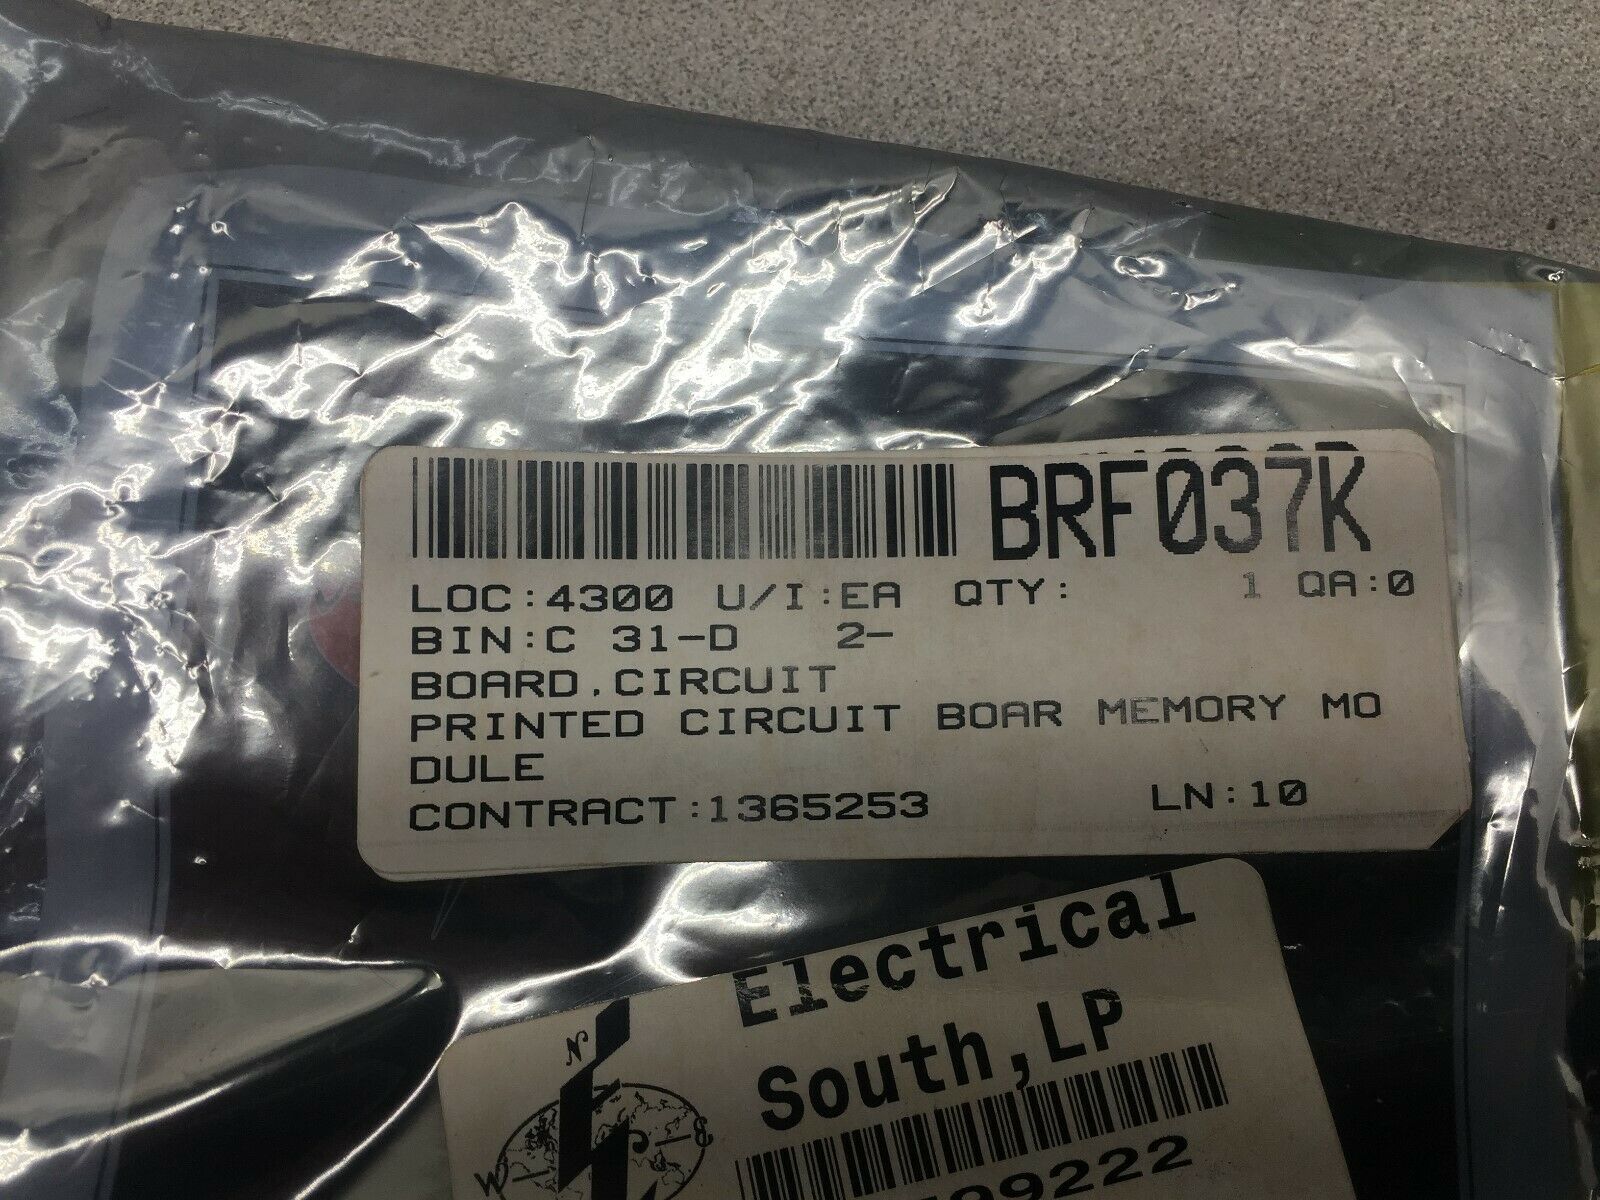 BRF037K
LOC:4300 U/I:EA QTY: 1 QA:0
BIN:C 31-D 2-
BOARD,CIRCUIT
PRINTED CIRCUIT BOAR MEMORY MO
DULE
CONTRACT:1365253 LN:10
Electrical
South,LP
N
W